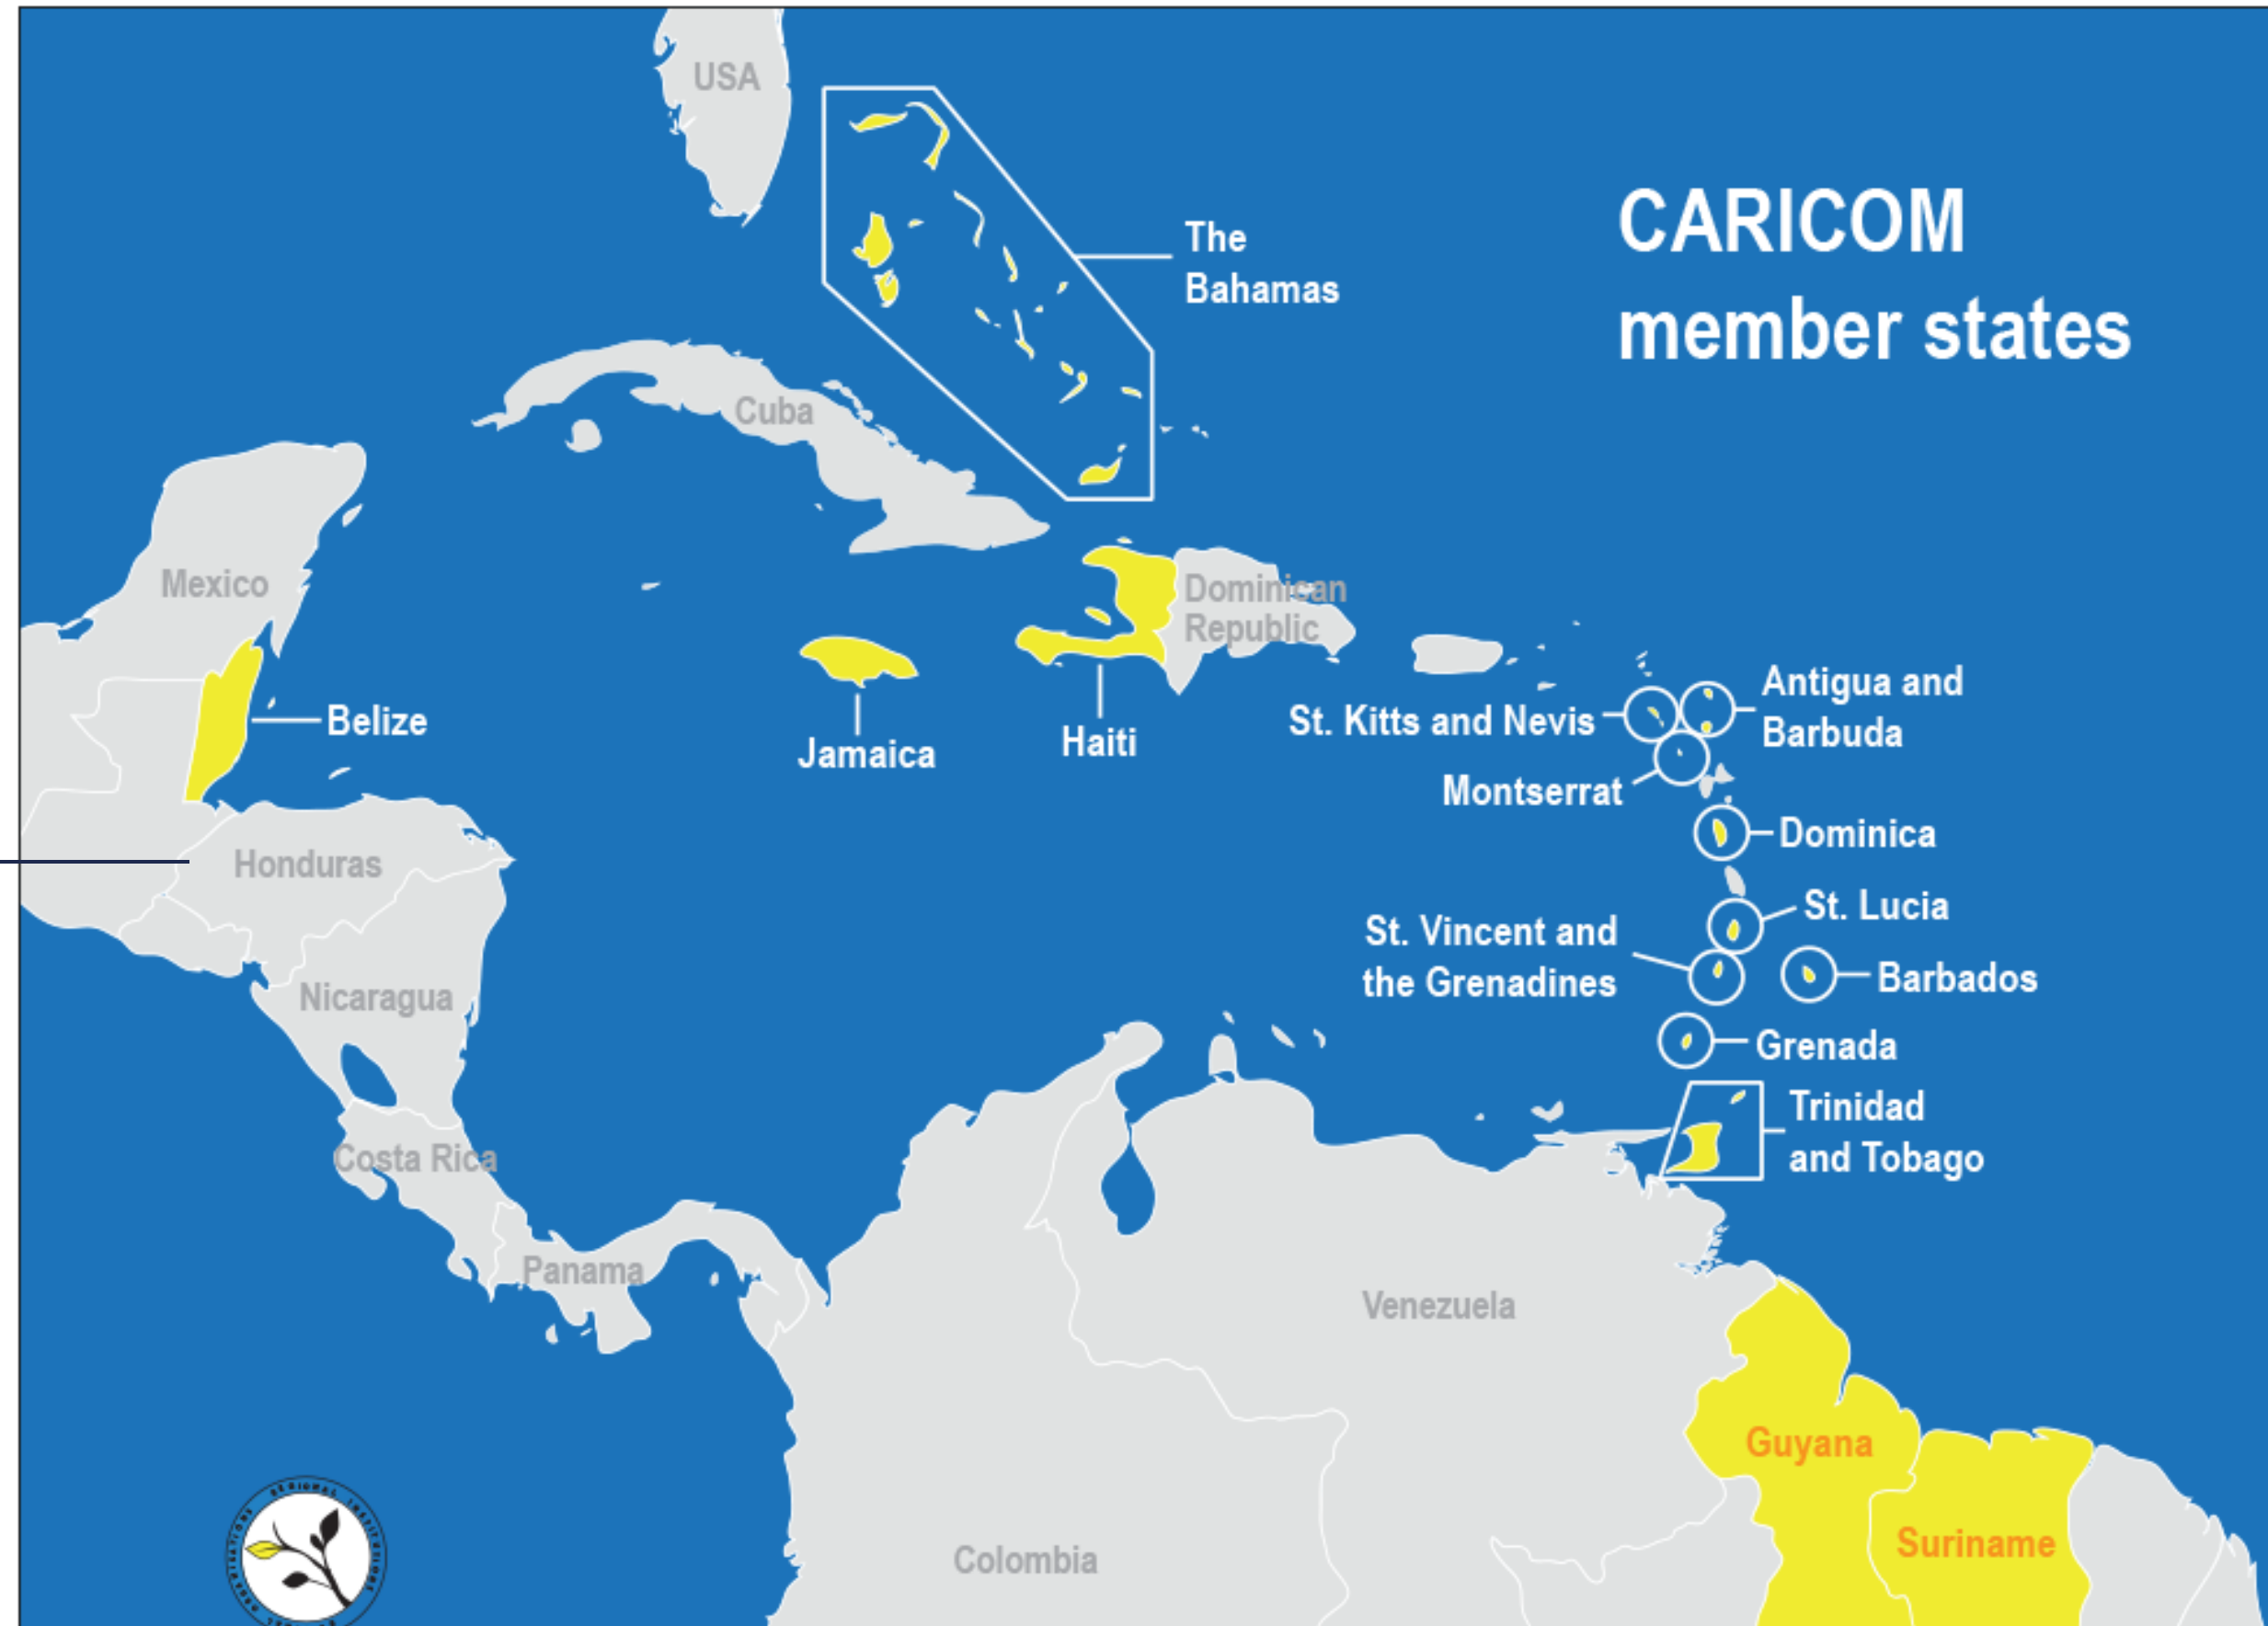 USA
CARICOM
member states
The
Bahamas
Cuba
Mexico
Dominican
Republic
Belize
Jamaica
Haiti
St. Kitts and Nevis
Antigua and
Barbuda
Montserrat
Dominica
Honduras
St. Lucia
St. Vincent and
the Grenadines
Barbados
Nicaragua
Grenada
Trinidad
and Tobago
Costa Rica
Panama
Venezuela
Guyana
Suriname
Colombia
REGIONAL INSTITUTIONS